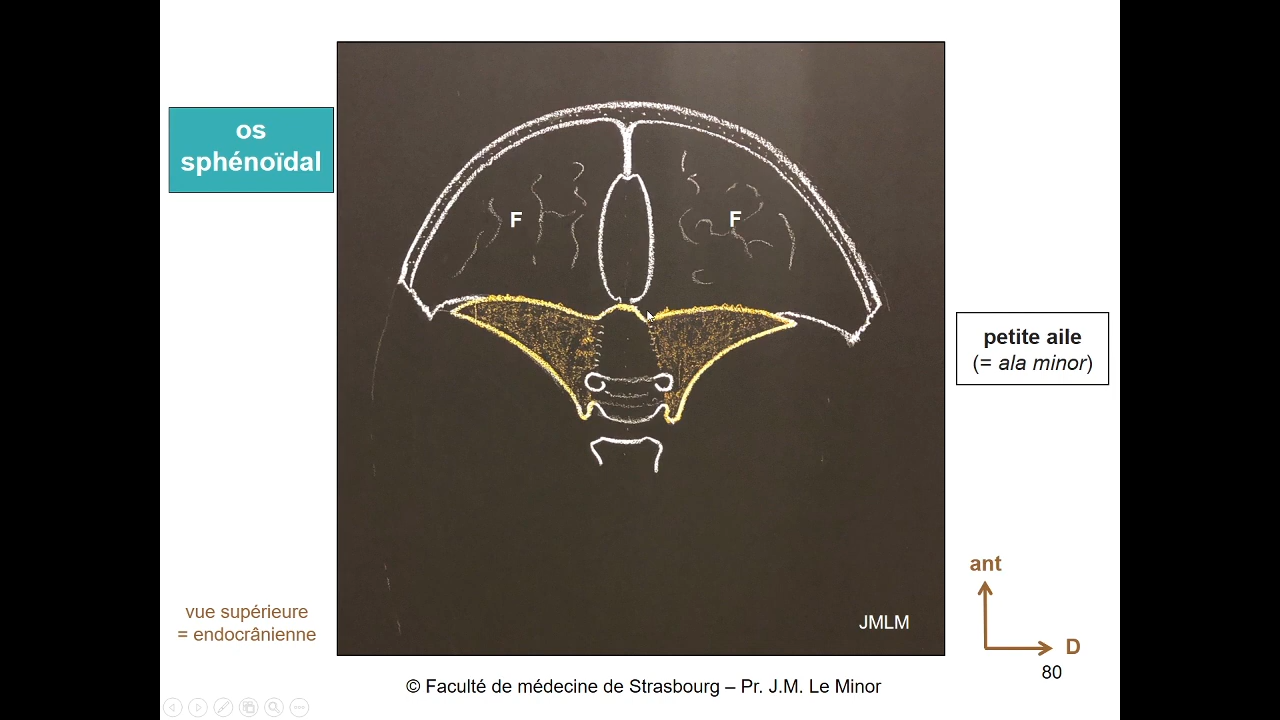 os
sphénoïdal
F
F
petite aile
(= ala minor)
ant
D
vue supérieure
= endocrânienne
JMLM
80
© Faculté de médecine de Strasbourg – Pr. J.M. Le Minor